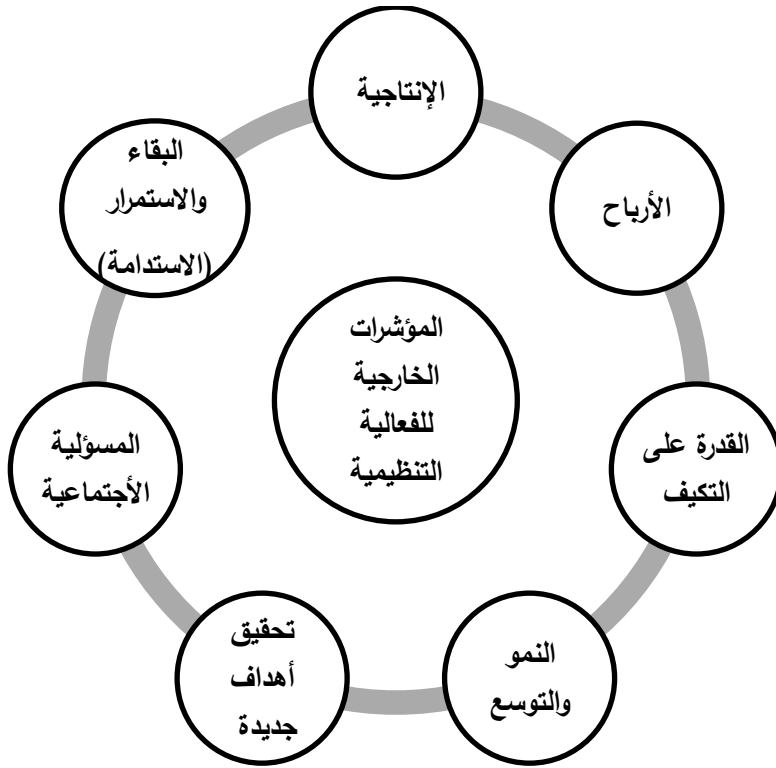 الإنتاجية
الأرباح
القدرة على
التكيف
النمو
والتوسع
تحقيق
أهداف
جديدة
المسؤلية
الأجتماعية
البقاء
والاستمرار
(الاستدامة)
المؤشرات
الخارجية
للفعالية
التنظيمية